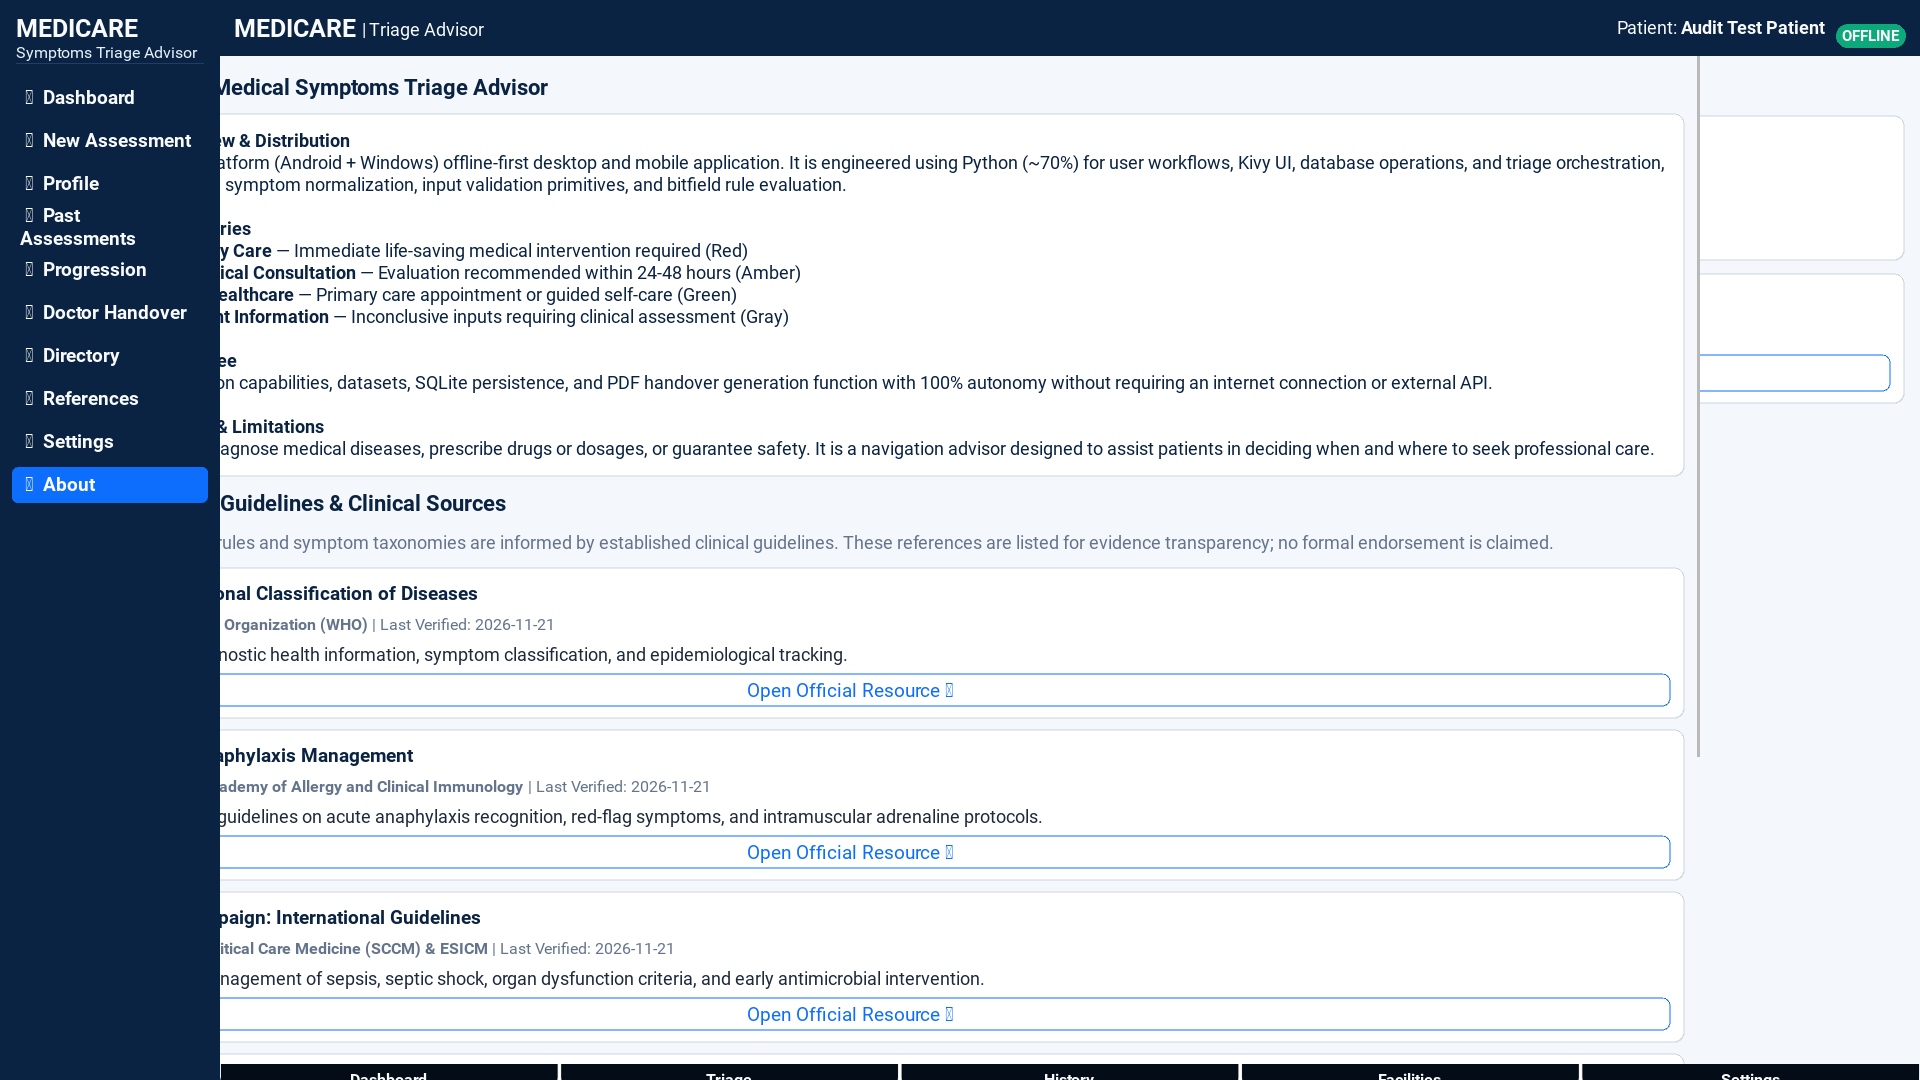 MEDICARE
Symptoms Triage Advisor
Dashboard
New Assessment
Profile
Past
Assessments
Progression
Doctor Handover
Directory
References
Settings
About
MEDICARE | Triage Advisor
Patient: Audit Test Patient
OFFLINE
Medical Symptoms Triage Advisor
ew & Distribution
atform (Android + Windows) offline-first desktop and mobile application. It is engineered using Python (~70%) for user workflows, Kivy UI, database operations, and triage orchestration,
symptom normalization, input validation primitives, and bitfield rule evaluation.
ries
y Care — Immediate life-saving medical intervention required (Red)
ical Consultation — Evaluation recommended within 24-48 hours (Amber)
ealthcare — Primary care appointment or guided self-care (Green)
nt Information — Inconclusive inputs requiring clinical assessment (Gray)
ee
on capabilities, datasets, SQLite persistence, and PDF handover generation function with 100% autonomy without requiring an internet connection or external API.
& Limitations
agnose medical diseases, prescribe drugs or dosages, or guarantee safety. It is a navigation advisor designed to assist patients in deciding when and where to seek professional care.
Guidelines & Clinical Sources
rules and symptom taxonomies are informed by established clinical guidelines. These references are listed for evidence transparency; no formal endorsement is claimed.
onal Classification of Diseases
Organization (WHO) | Last Verified: 2026-11-21
nostic health information, symptom classification, and epidemiological tracking.
Open Official Resource
aphylaxis Management
ademy of Allergy and Clinical Immunology | Last Verified: 2026-11-21
guidelines on acute anaphylaxis recognition, red-flag symptoms, and intramuscular adrenaline protocols.
Open Official Resource
paign: International Guidelines
itical Care Medicine (SCCM) & ESICM | Last Verified: 2026-11-21
nagement of sepsis, septic shock, organ dysfunction criteria, and early antimicrobial intervention.
Open Official Resource
Dashboard
Triage
History
Facilities
Settings